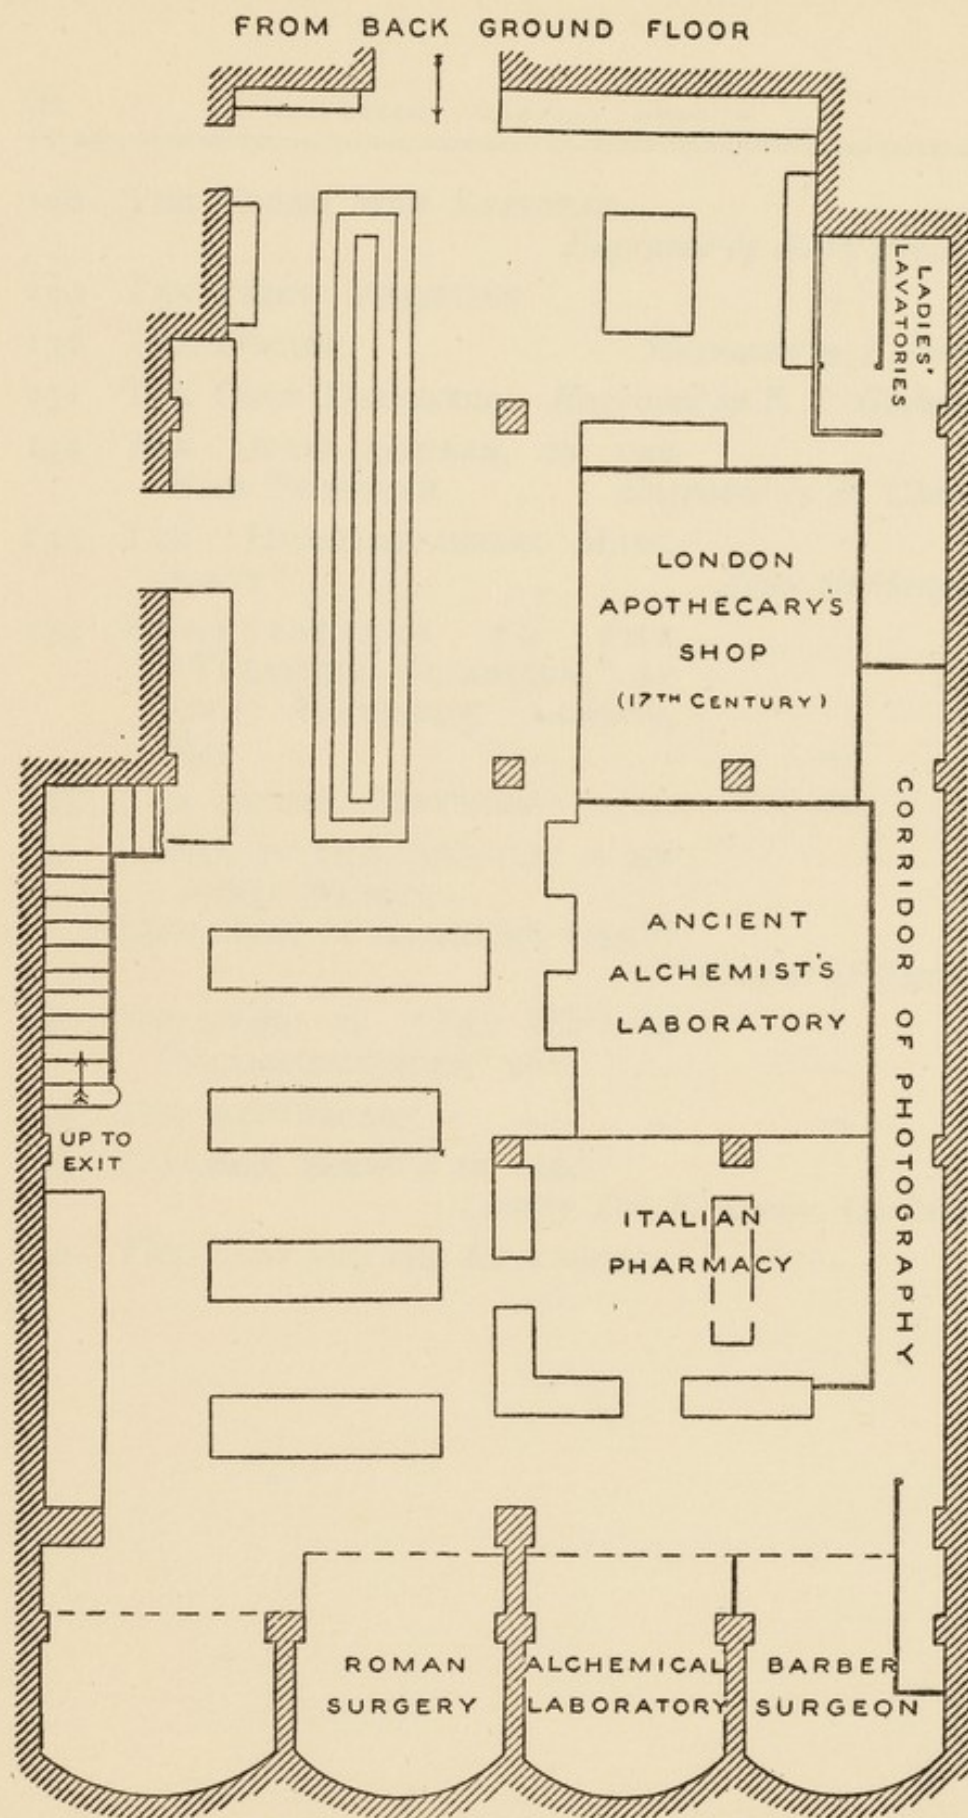 FROM BACK GROUND FLOOR
LADIES'
LAVATORIES
LONDON
APOTHECARY'S
SHOP
(17TH CENTURY)
CORRIDOR OF PHOTOGRAPHY
ANCIENT
ALCHEMIST'S
LABORATORY
UP TO
EXIT
ITALIAN
PHARMACY
ROMAN
SURGERY
ALCHEMICAL
LABORATORY
BARBER
SURGEON